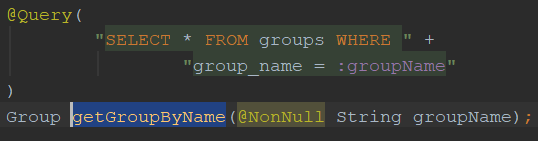 @Query(
"SELECT * FROM groups WHERE " +
"group_name = :groupName"
)
Group getGroupByName(@NonNull String groupName);